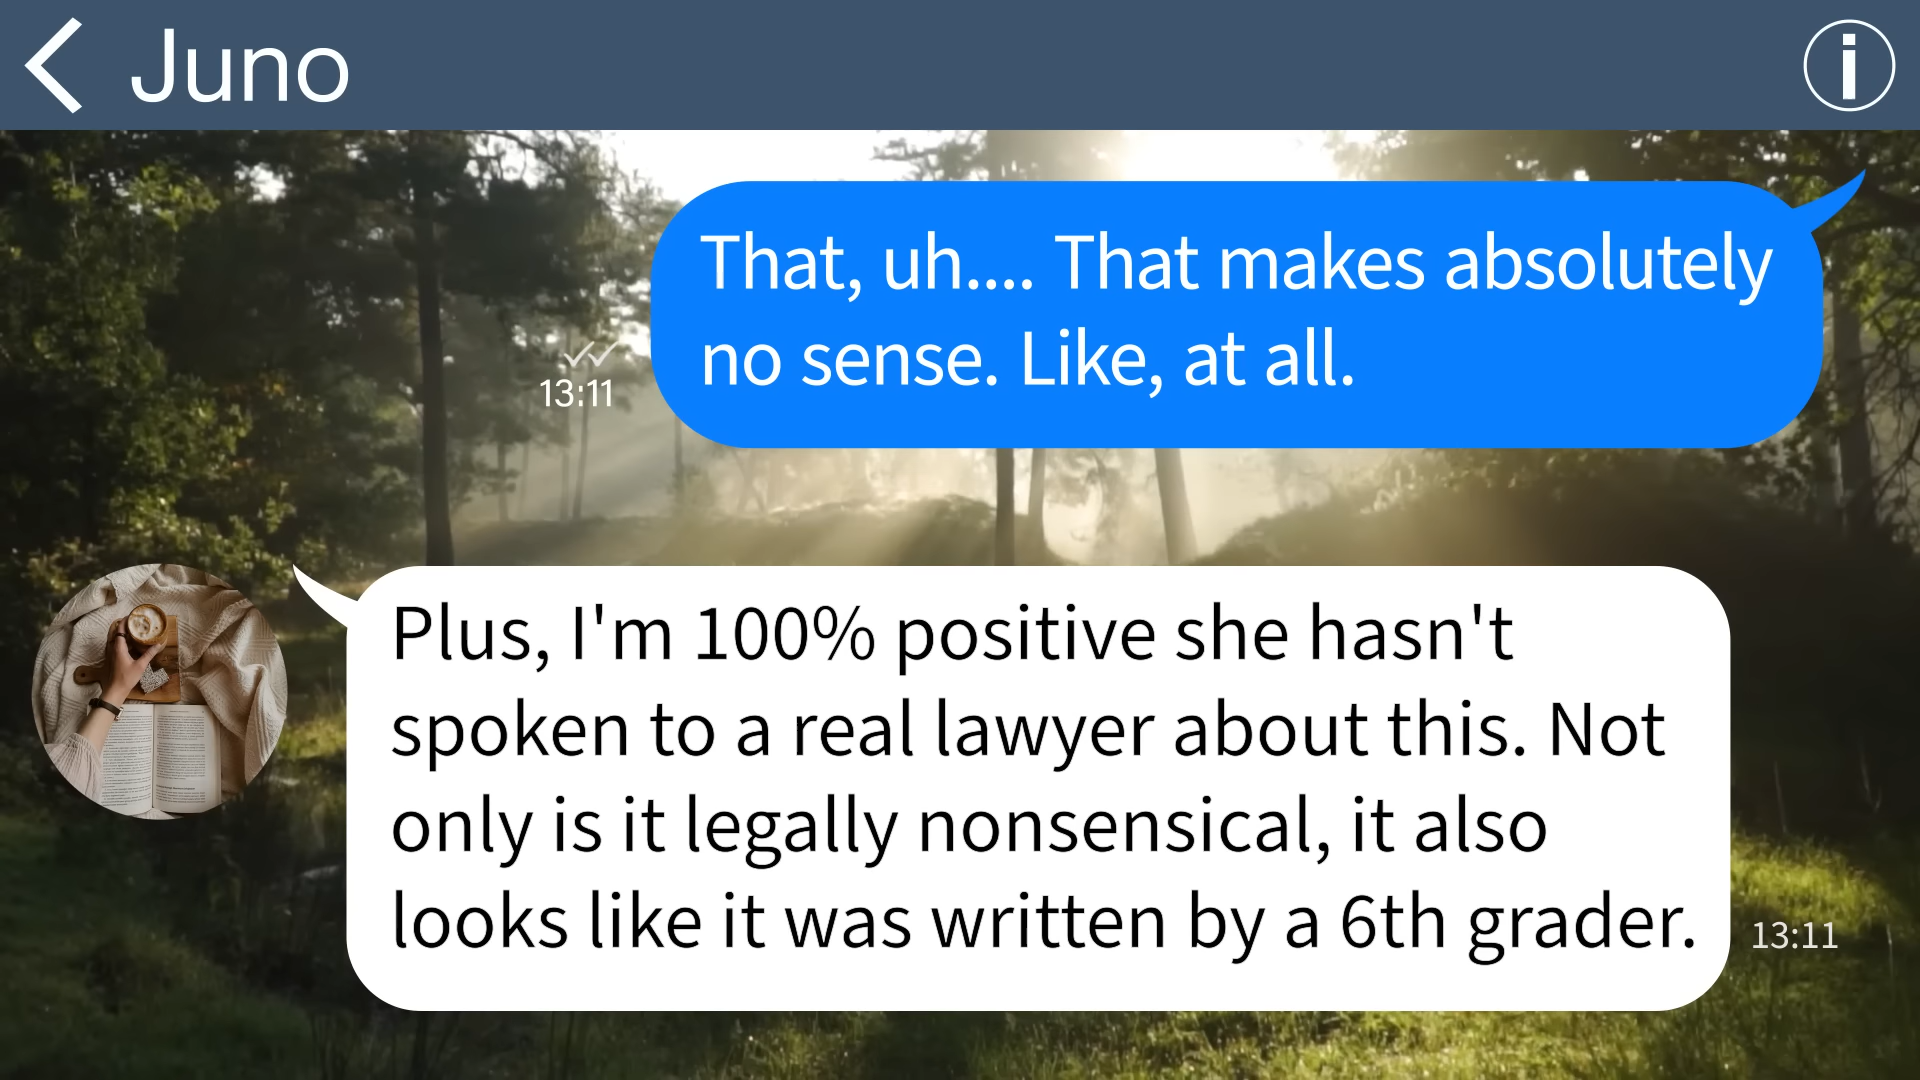 Juno
That, uh.... That makes absolutely
no sense. Like, at all.
13:11
Plus, I'm 100% positive she hasn't
spoken to a real lawyer about this. Not
only is it legally nonsensical, it also
looks like it was written by a 6th grader.
13:11